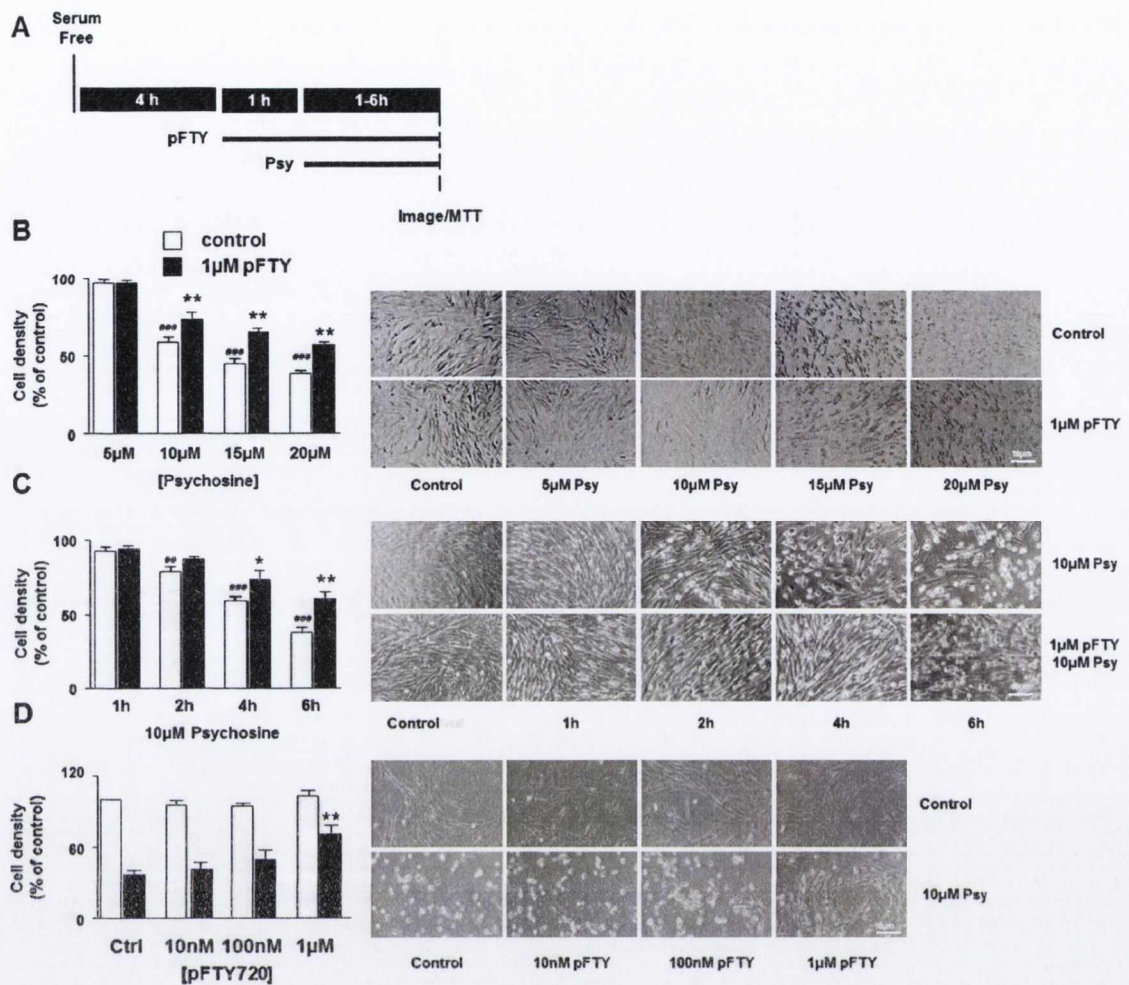 A
Serum
Free
4 h
1 h
1-6h
pFTY
Psy
Image/MTT
B
control
1µM pFTY
Cell density
(% of control)
100
50
0
###
**
###
**
###
**
5µM
10µM
15µM
20µM
[Psychosine]
Control
1µM pFTY
10µm
Control
5µM Psy
10µM Psy
15µM Psy
20µM Psy
C
Cell density
(% of control)
100
50
0
##
###
*
###
**
1h
2h
4h
6h
10µM Psychosine
10µM Psy
1µM pFTY
10µM Psy
Control
1h
2h
4h
6h
D
Cell density
(% of control)
120
60
0
**
Ctrl
10nM
100nM
1µM
[pFTY720]
Control
10µM Psy
10µm
Control
10nM pFTY
100nM pFTY
1µM pFTY